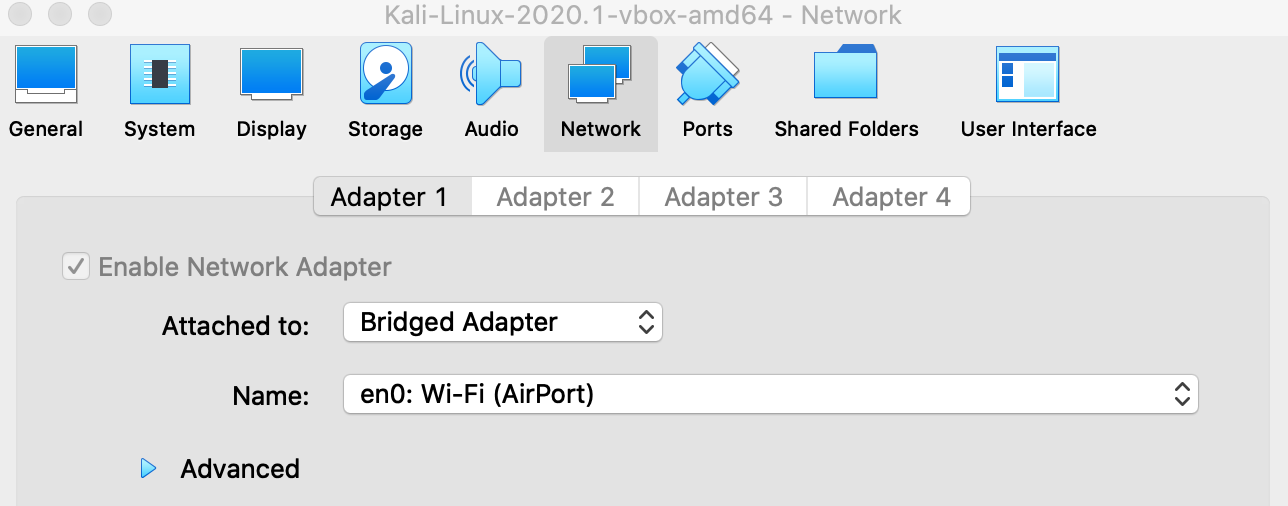 Kali-Linux-2020.1-vbox-amd64 - Network
General System Display Storage Audio Network Ports Shared Folders User Interface
Adapter 1 Adapter 2 Adapter 3 Adapter 4
Enable Network Adapter
Attached to: Bridged Adapter
Name: en0: Wi-Fi (AirPort)
Advanced